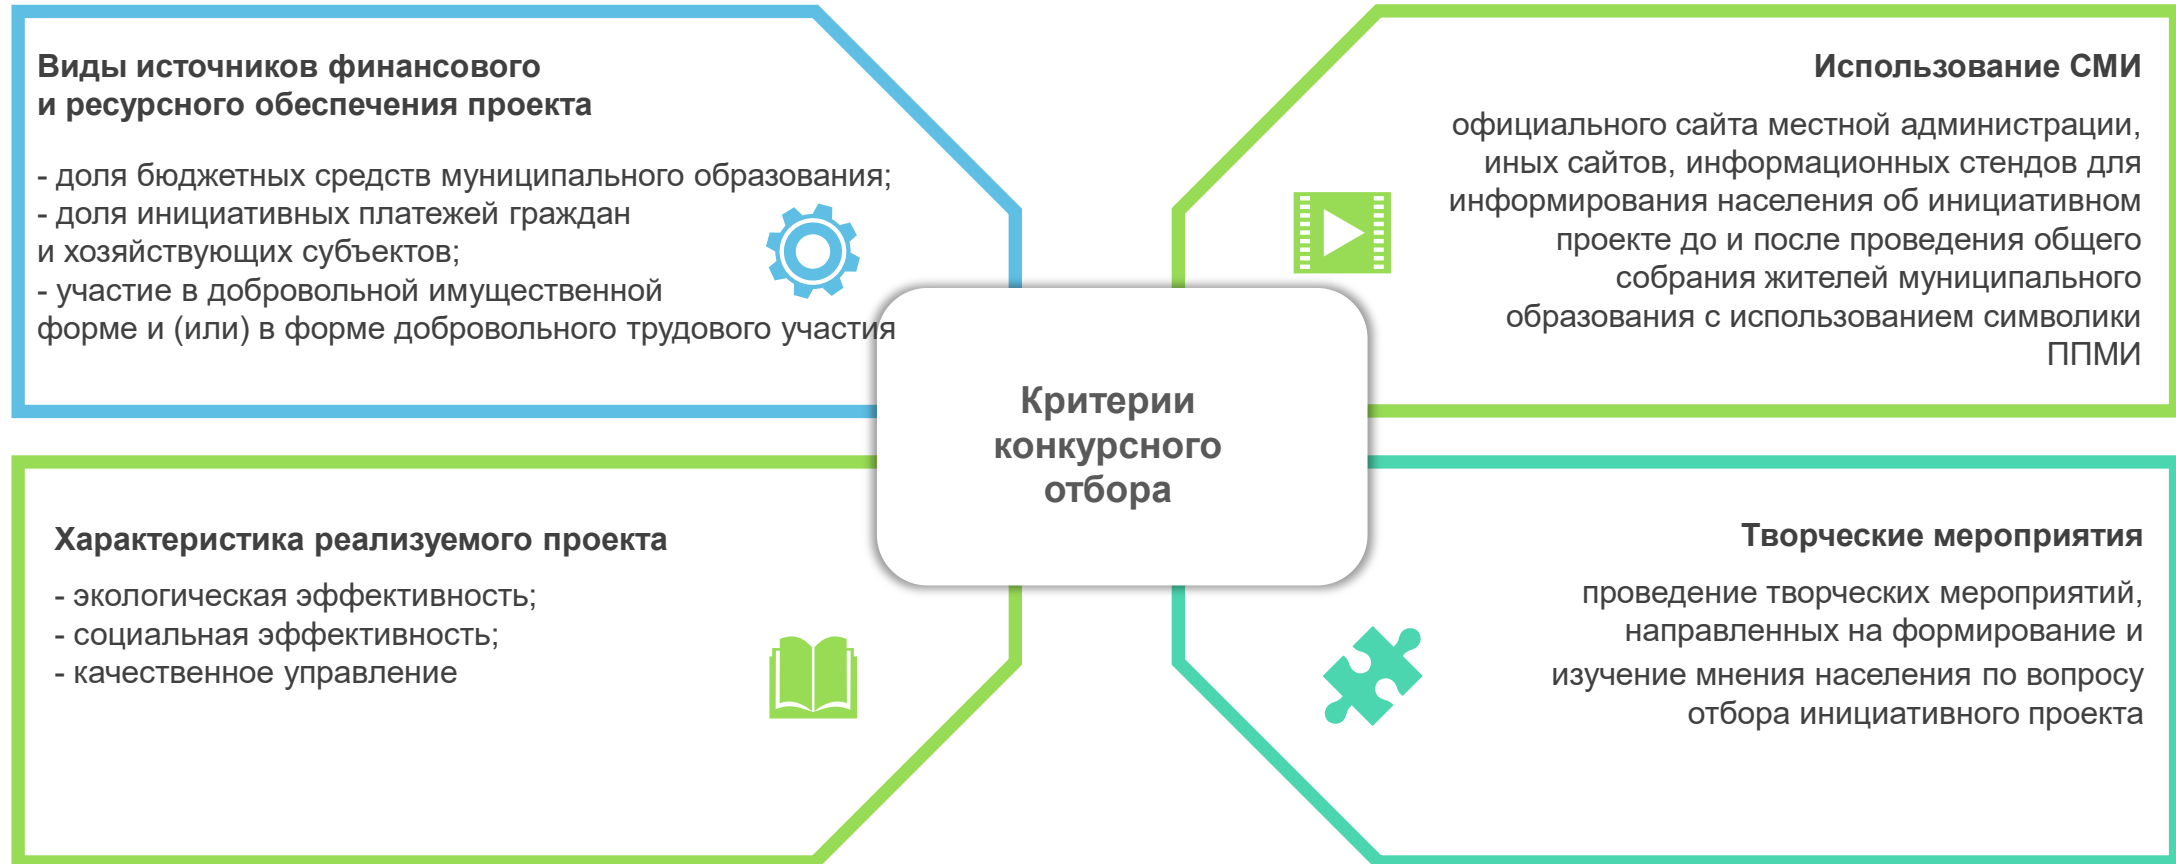 Виды источников финансового
и ресурсного обеспечения проекта
- доля бюджетных средств муниципального образования;
- доля инициативных платежей граждан
и хозяйствующих субъектов;
- участие в добровольной имущественной
форме и (или) в форме добровольного трудового участия
Использование СМИ
официального сайта местной администрации,
иных сайтов, информационных стендов для
информирования населения об инициативном
проекте до и после проведения общего
собрания жителей муниципального
образования с использованием символики
ППМИ
Критерии
конкурсного
отбора
Характеристика реализуемого проекта
- экологическая эффективность;
- социальная эффективность;
- качественное управление
Творческие мероприятия
проведение творческих мероприятий,
направленных на формирование и
изучение мнения населения по вопросу
отбора инициативного проекта